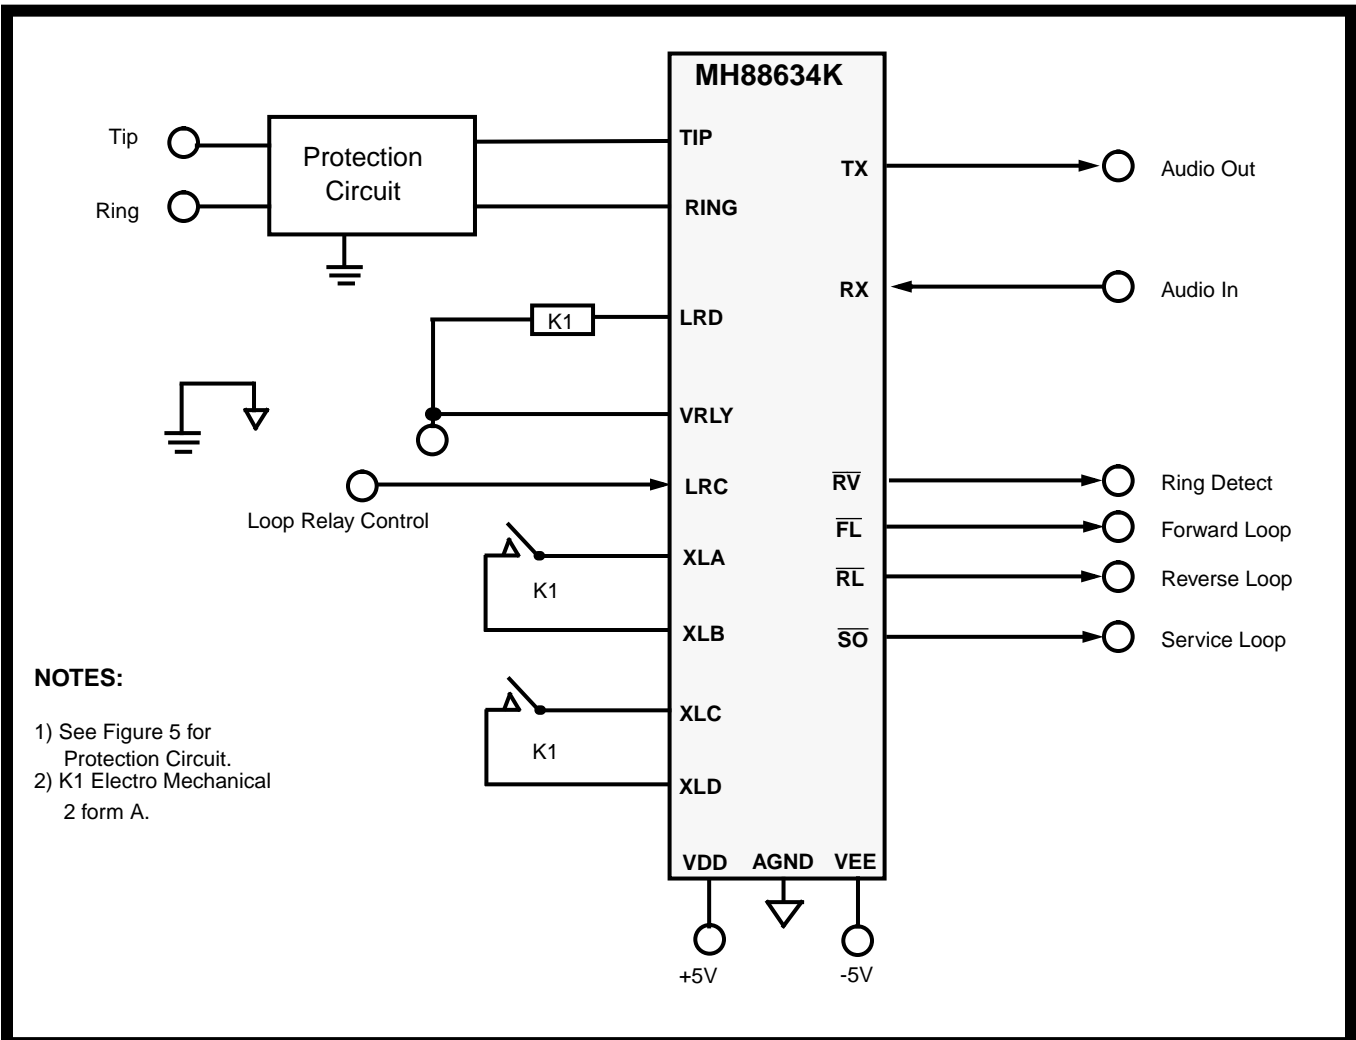 MH88634K
Tip
Ring
Protection
Circuit
TIP
RING
TX
Audio Out
RX
Audio In
K1
LRD
VRLY
LRC
Loop Relay Control
RV
Ring Detect
FL
Forward Loop
RL
Reverse Loop
SO
Service Loop
XLA
K1
XLB
XLC
K1
XLD
NOTES:
1) See Figure 5 for
Protection Circuit.
2) K1 Electro Mechanical
2 form A.
VDD AGND VEE
+5V
-5V